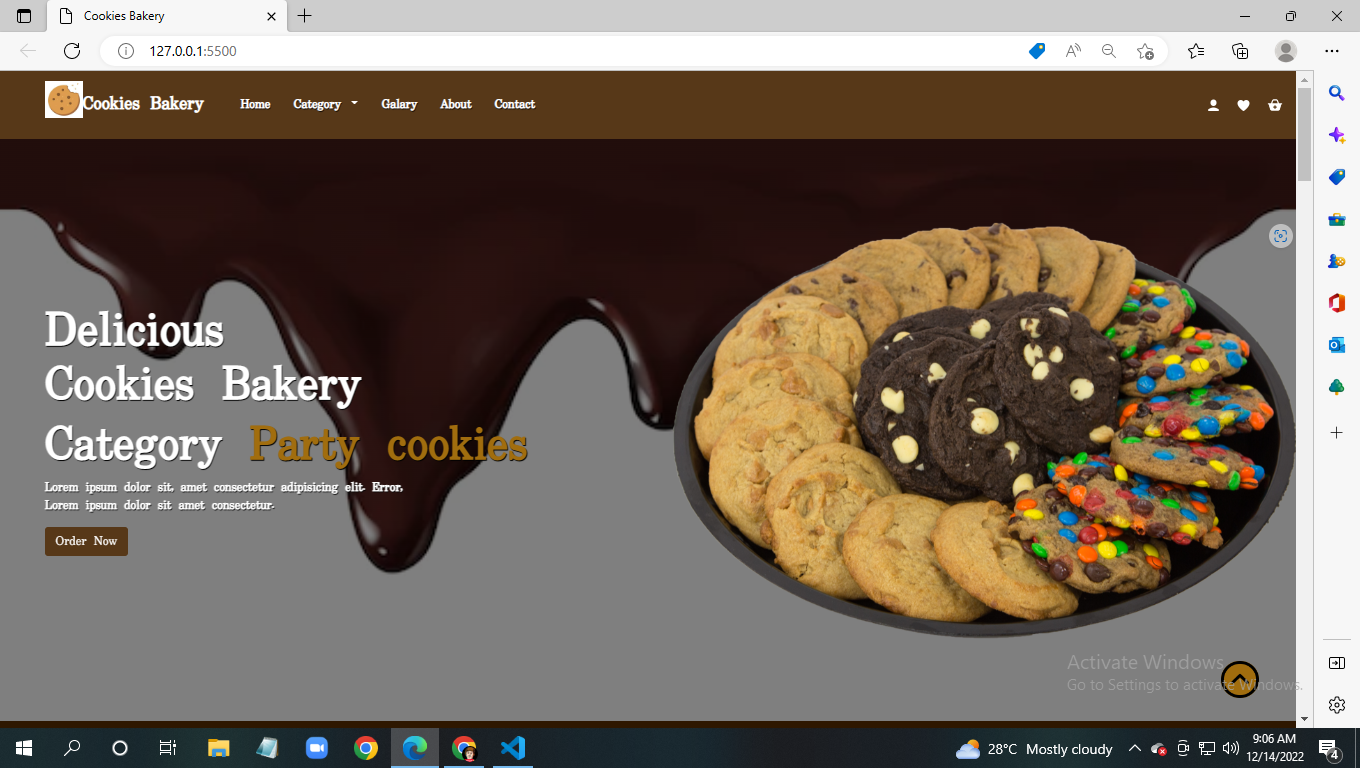 Cookies Bakery
127.0.0.1:5500
Cookies Bakery Home Category Galary About Contact
Delicious
Cookies Bakery
Category Party cookies
Lorem ipsum dolor sit, amet consectetur adipisicing elit. Error,
Lorem ipsum dolor sit amet consectetur.
Order Now
Activate Windows
Go to Settings to activate Windows.
28°C Mostly cloudy
9:06 AM
12/14/2022
4